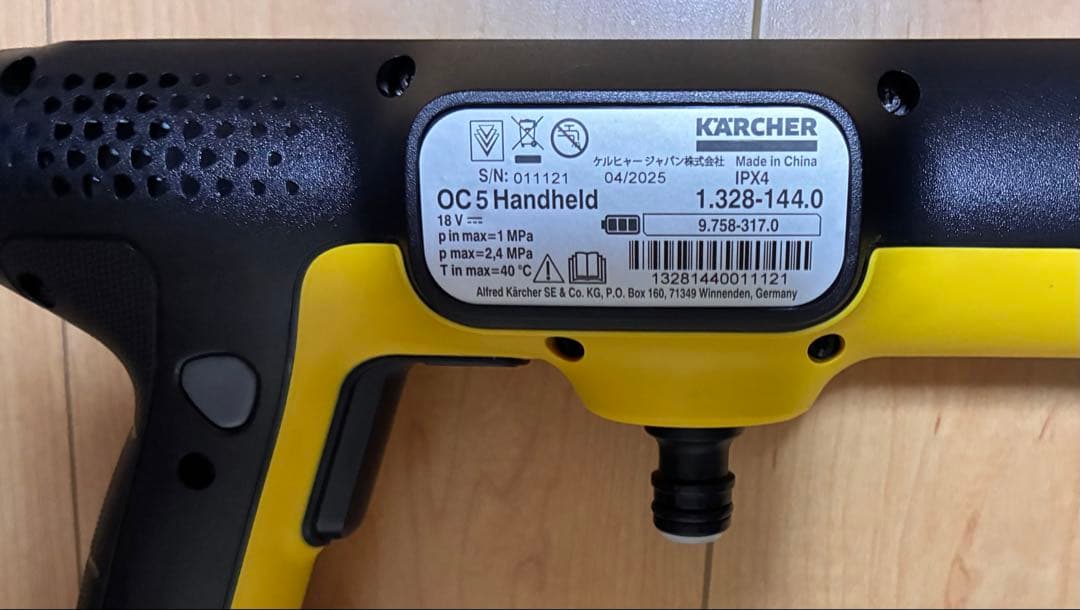 KÄRCHER
ケルヒャー ジャパン株式会社 Made in China
S/N: 011121 04/2025 IPX4
OC 5 Handheld 1.328-144.0
18 V ⎓ 9.758-317.0
p in max=1 MPa
p max=2,4 MPa
T in max=40 °C 13281440011121
Alfred Kärcher SE & Co. KG, P.O. Box 160, 71349 Winnenden, Germany